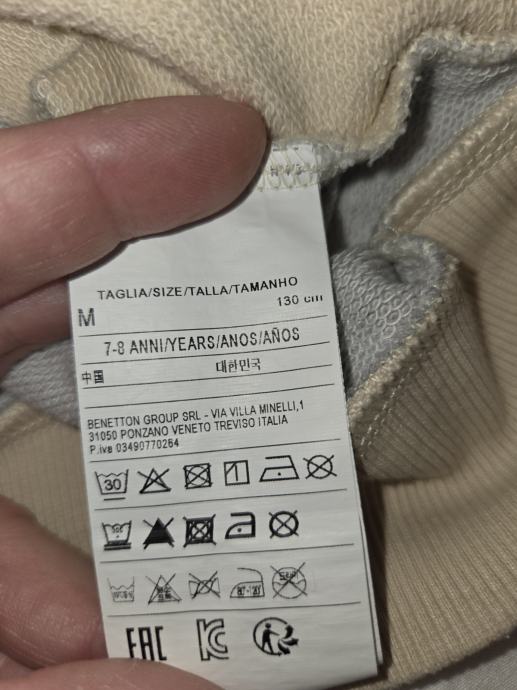 TAGLIA/SIZE/TALLA/TAMANHO
M 130 cm
7-8 ANNI/YEARS/ANOS/AÑOS
中国 대한민국
BENETTON GROUP SRL - VIA VILLA MINELLI,1
31050 PONZANO VENETO TREVISO ITALIA
P.iva 03490770264
30
EAC